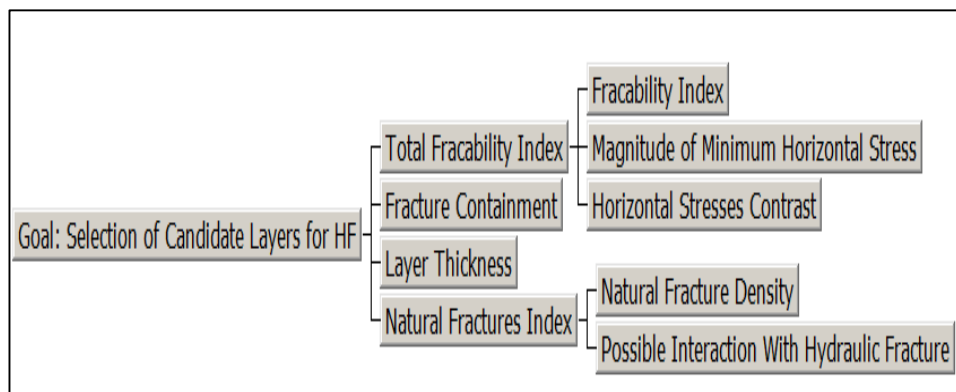 Goal: Selection of Candidate Layers for HF
Total Fracability Index
Fracability Index
Magnitude of Minimum Horizontal Stress
Horizontal Stresses Contrast
Fracture Containment
Layer Thickness
Natural Fractures Index
Natural Fracture Density
Possible Interaction With Hydraulic Fracture